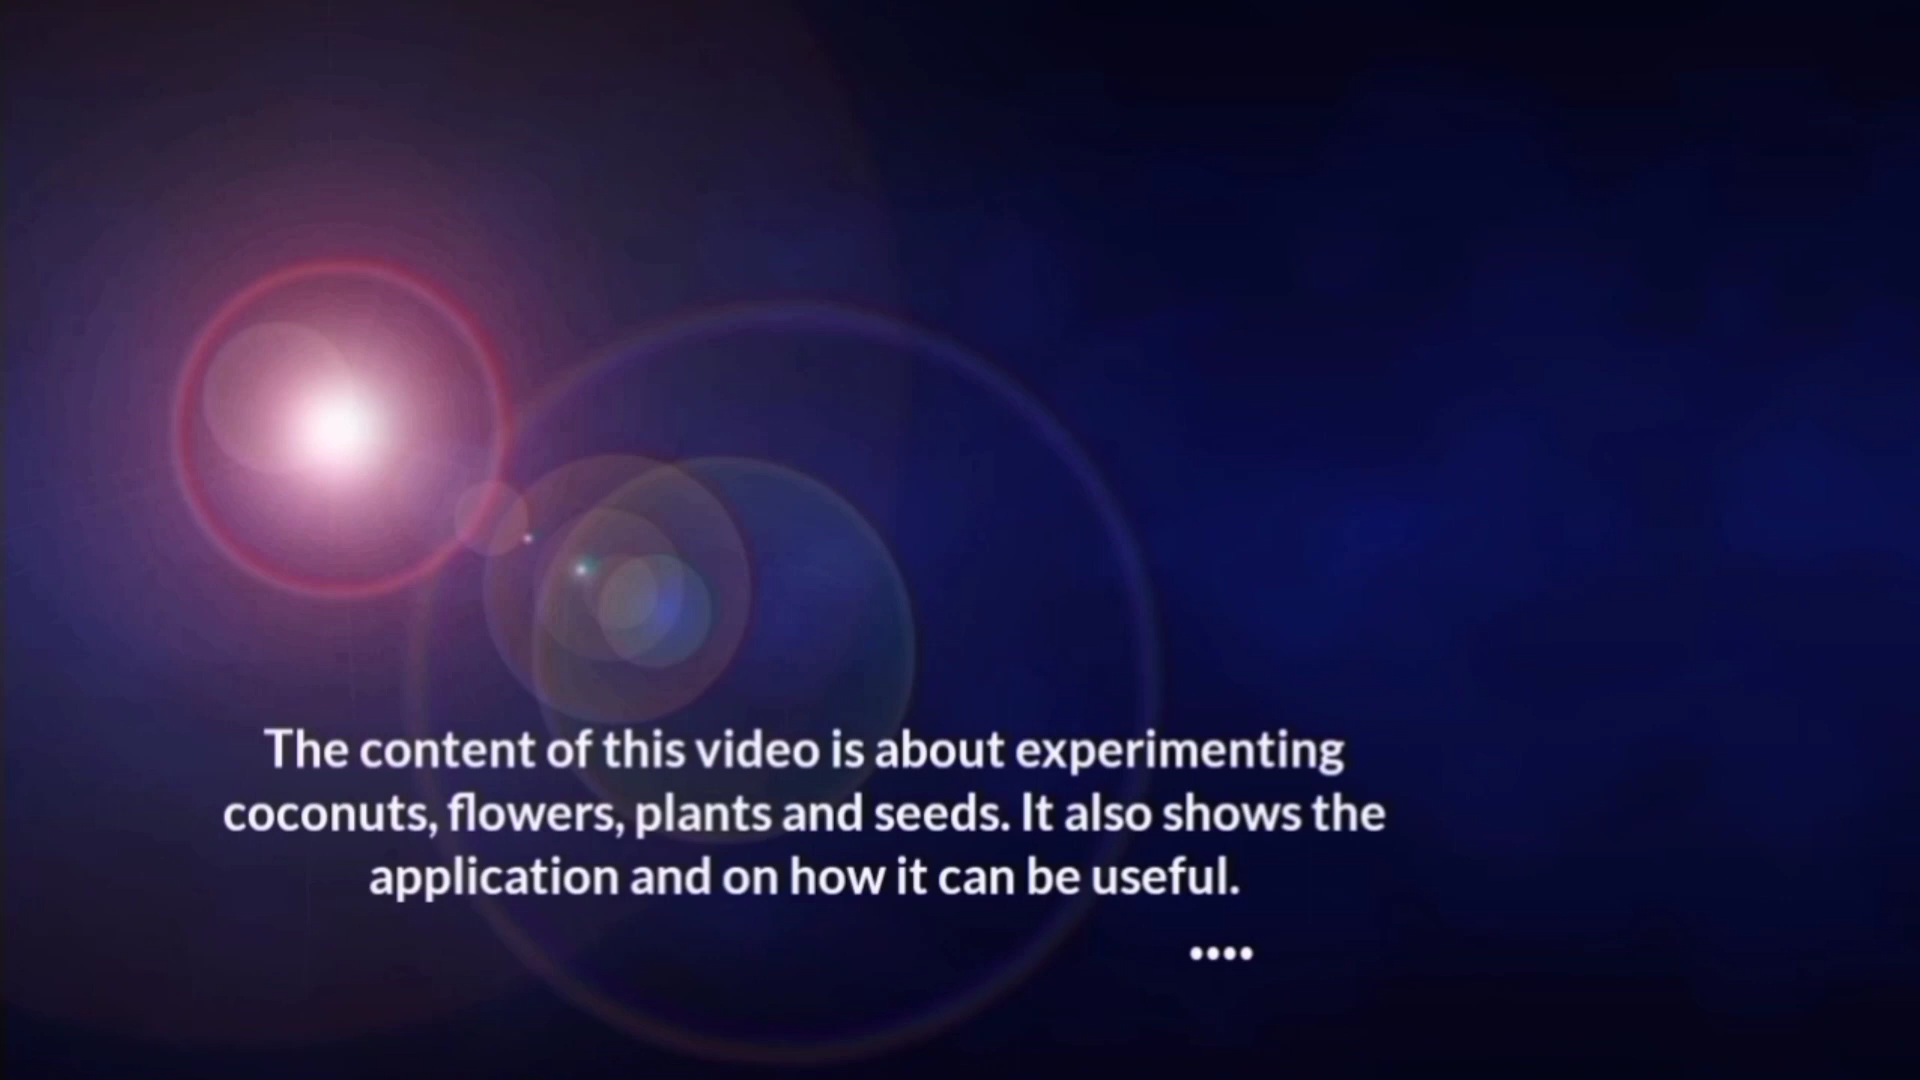 The content of this video is about experimenting
coconuts, flowers, plants and seeds. It also shows the
application and on how it can be useful.
....